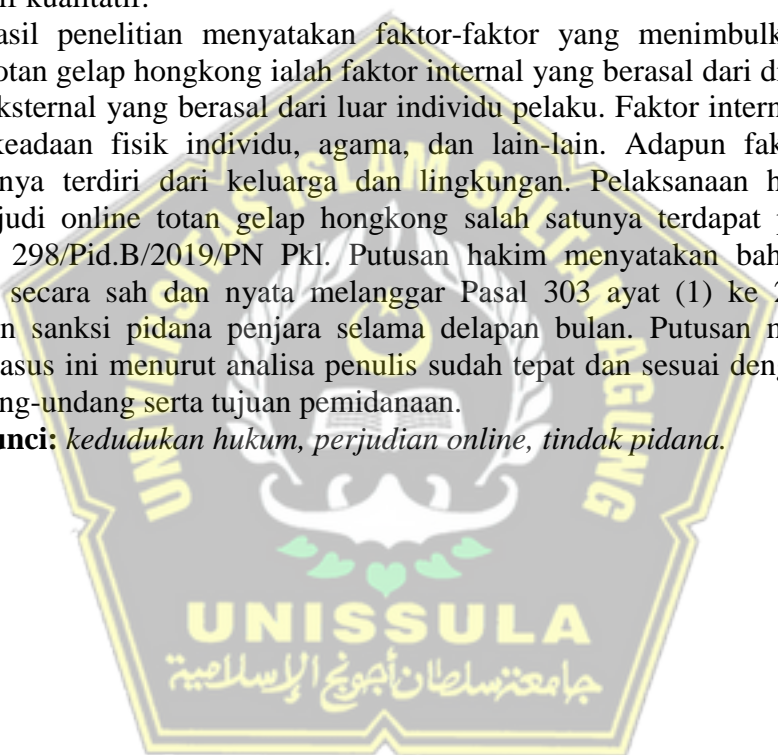 kualitatif.
asil penelitian menyatakan faktor-faktor yang menimbulk
otan gelap hongkong ialah faktor internal yang berasal dari di
ksternal yang berasal dari luar individu pelaku. Faktor intern
keadaan fisik individu, agama, dan lain-lain. Adapun fak
nya terdiri dari keluarga dan lingkungan. Pelaksanaan h
judi online totan gelap hongkong salah satunya terdapat p
298/Pid.B/2019/PN Pkl. Putusan hakim menyatakan bah
secara sah dan nyata melanggar Pasal 303 ayat (1) ke 2
n sanksi pidana penjara selama delapan bulan. Putusan m
asus ini menurut analisa penulis sudah tepat dan sesuai deng
ng-undang serta tujuan pemidanaan.
unci: kedudukan hukum, perjudian online, tindak pidana.
UNIVERSITAS ISLAM SULTAN AGUNG
UNISSULA
جامعة سلطان أجونج الإسلامية